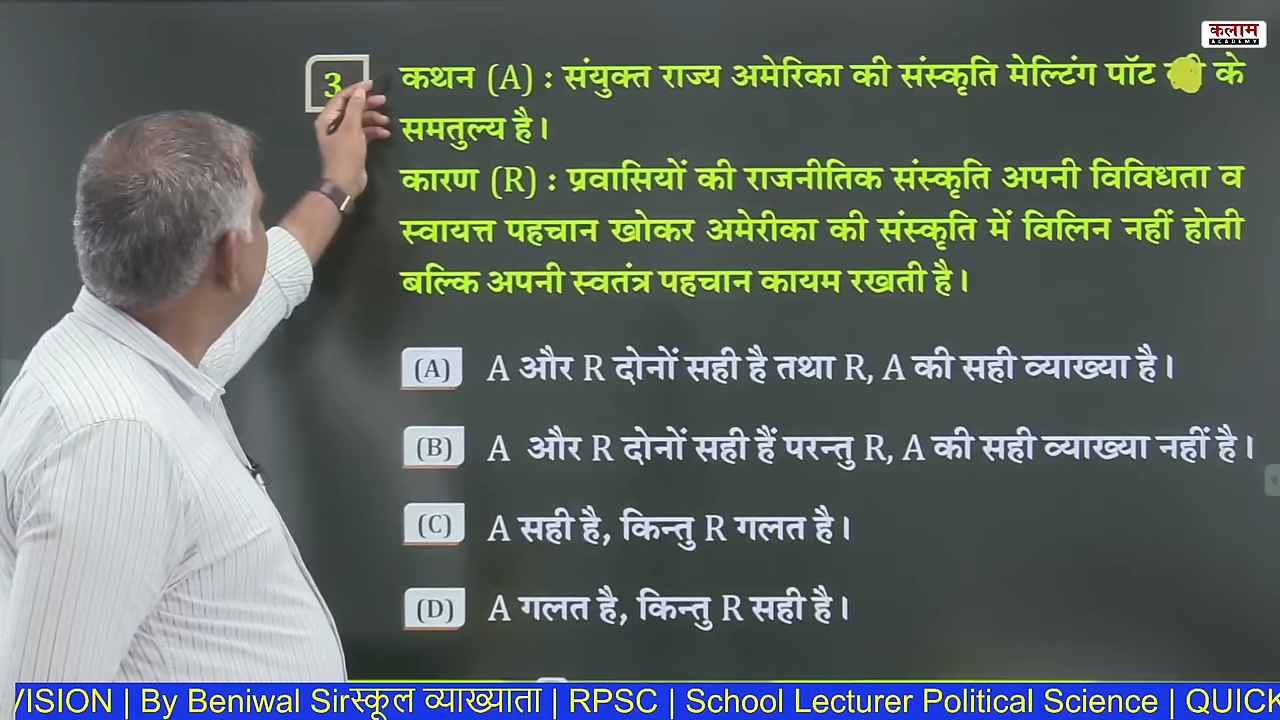 कलाम
ACADEMY
3
कथन (A) : संयुक्त राज्य अमेरिका की संस्कृति मेल्टिंग पॉट के
समतुल्य है।
कारण (R) : प्रवासियों की राजनीतिक संस्कृति अपनी विविधता व
स्वायत्त पहचान खोकर अमेरीका की संस्कृति में विलिन नहीं होती
बल्कि अपनी स्वतंत्र पहचान कायम रखती है।
(A) A और R दोनों सही है तथा R, A की सही व्याख्या है।
(B) A और R दोनों सही हैं परन्तु R, A की सही व्याख्या नहीं है।
(C) A सही है, किन्तु R गलत है।
(D) A गलत है, किन्तु R सही है।
VISION | By Beniwal Sirस्कूल व्याख्याता | RPSC | School Lecturer Political Science | QUICK